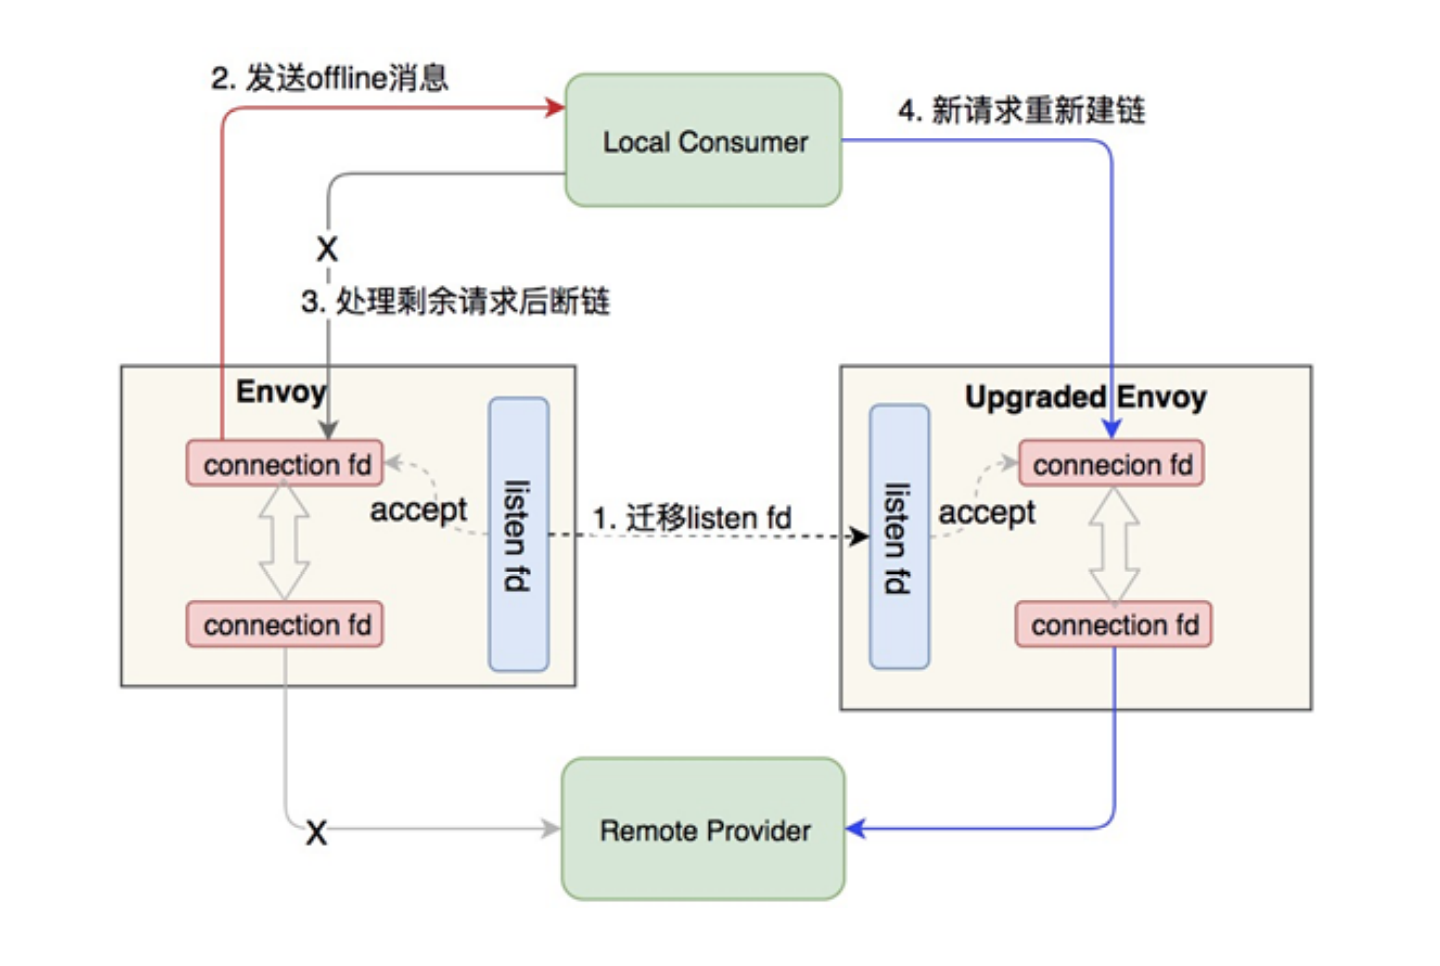 2. 发送offline消息
Local Consumer
4. 新请求重新建链
X
3. 处理剩余请求后断链
Envoy
connection fd
accept
listen fd
connection fd
1. 迁移listen fd
Upgraded Envoy
listen fd
accept
connecion fd
connection fd
X
Remote Provider